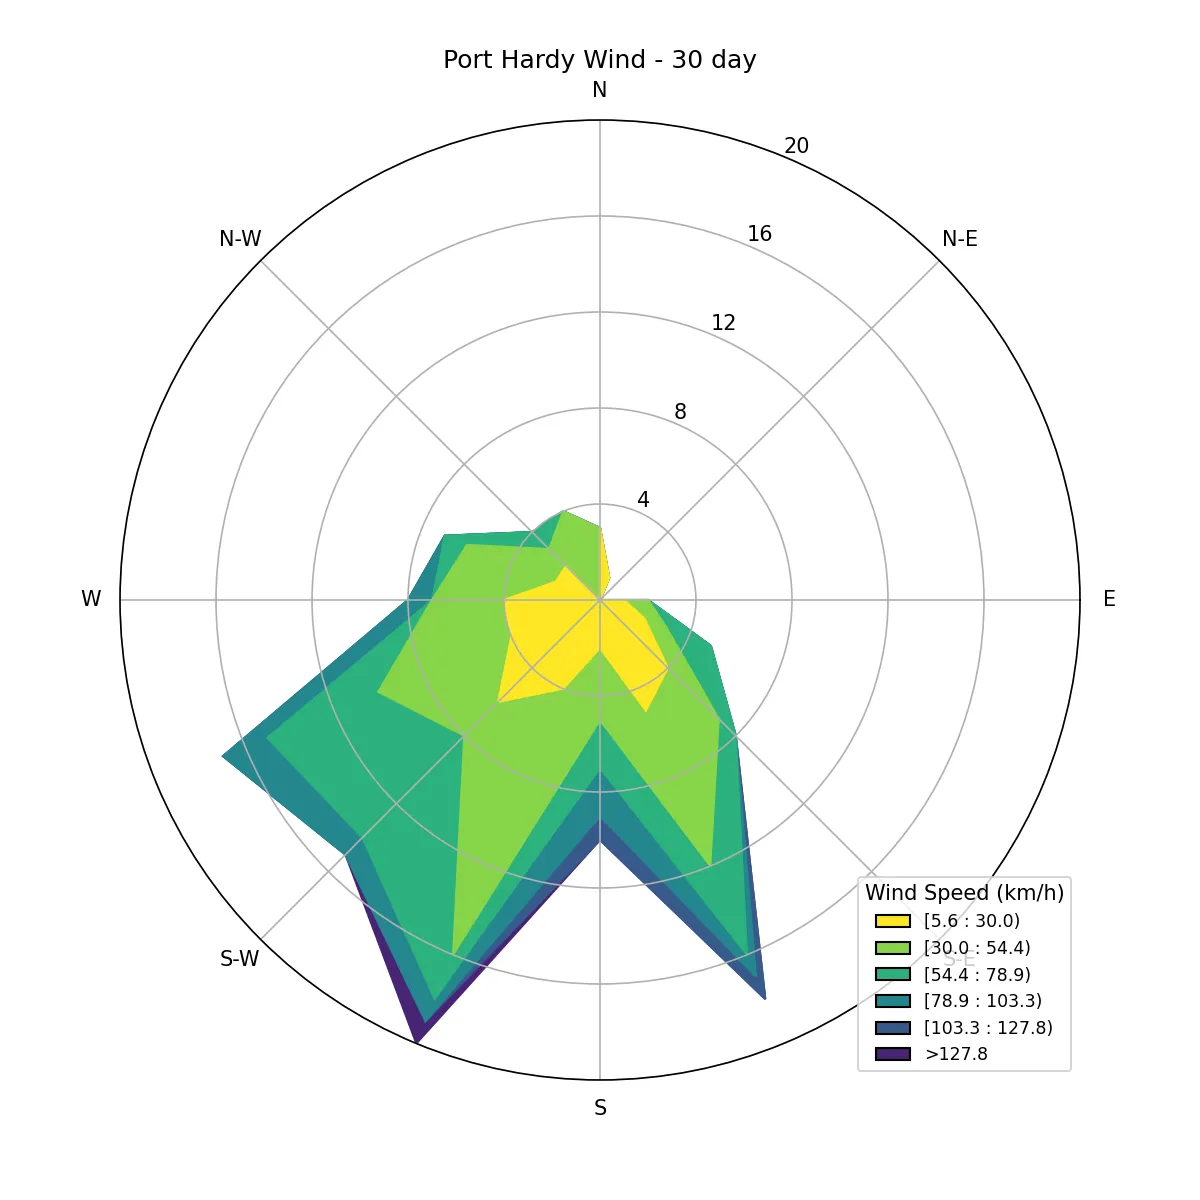 Port Hardy Wind - 30 day
N
20
N-W
16
N-E
12
8
4
W
E
S-W
S-E
S
Wind Speed (km/h)
[5.6 : 30.0)
[30.0 : 54.4)
[54.4 : 78.9)
[78.9 : 103.3)
[103.3 : 127.8)
>127.8